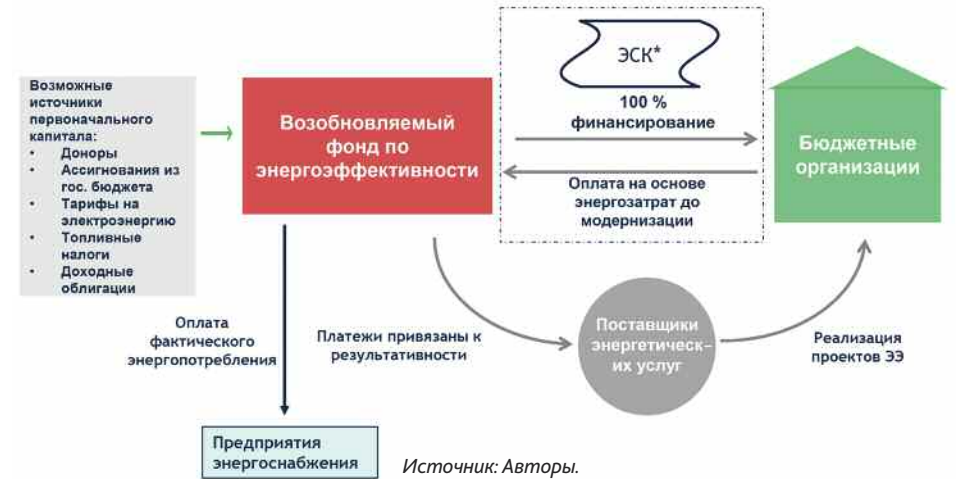 Возможные
источники
первоначального
капитала:
• Доноры
• Ассигнования из
гос. бюджета
• Тарифы на
электроэнергию
• Топливные
налоги
• Доходные
облигации
Возобновляемый
фонд по
энергоэффективности
ЭСК*
100 %
финансирование
Оплата на основе
энергозатрат до
модернизации
Бюджетные
организации
Оплата
фактического
энергопотребления
Платежи привязаны к
результативности
Поставщики
энергетическ-
их услуг
Реализация
проектов ЭЭ
Предприятия
энергоснабжения
Источник: Авторы.